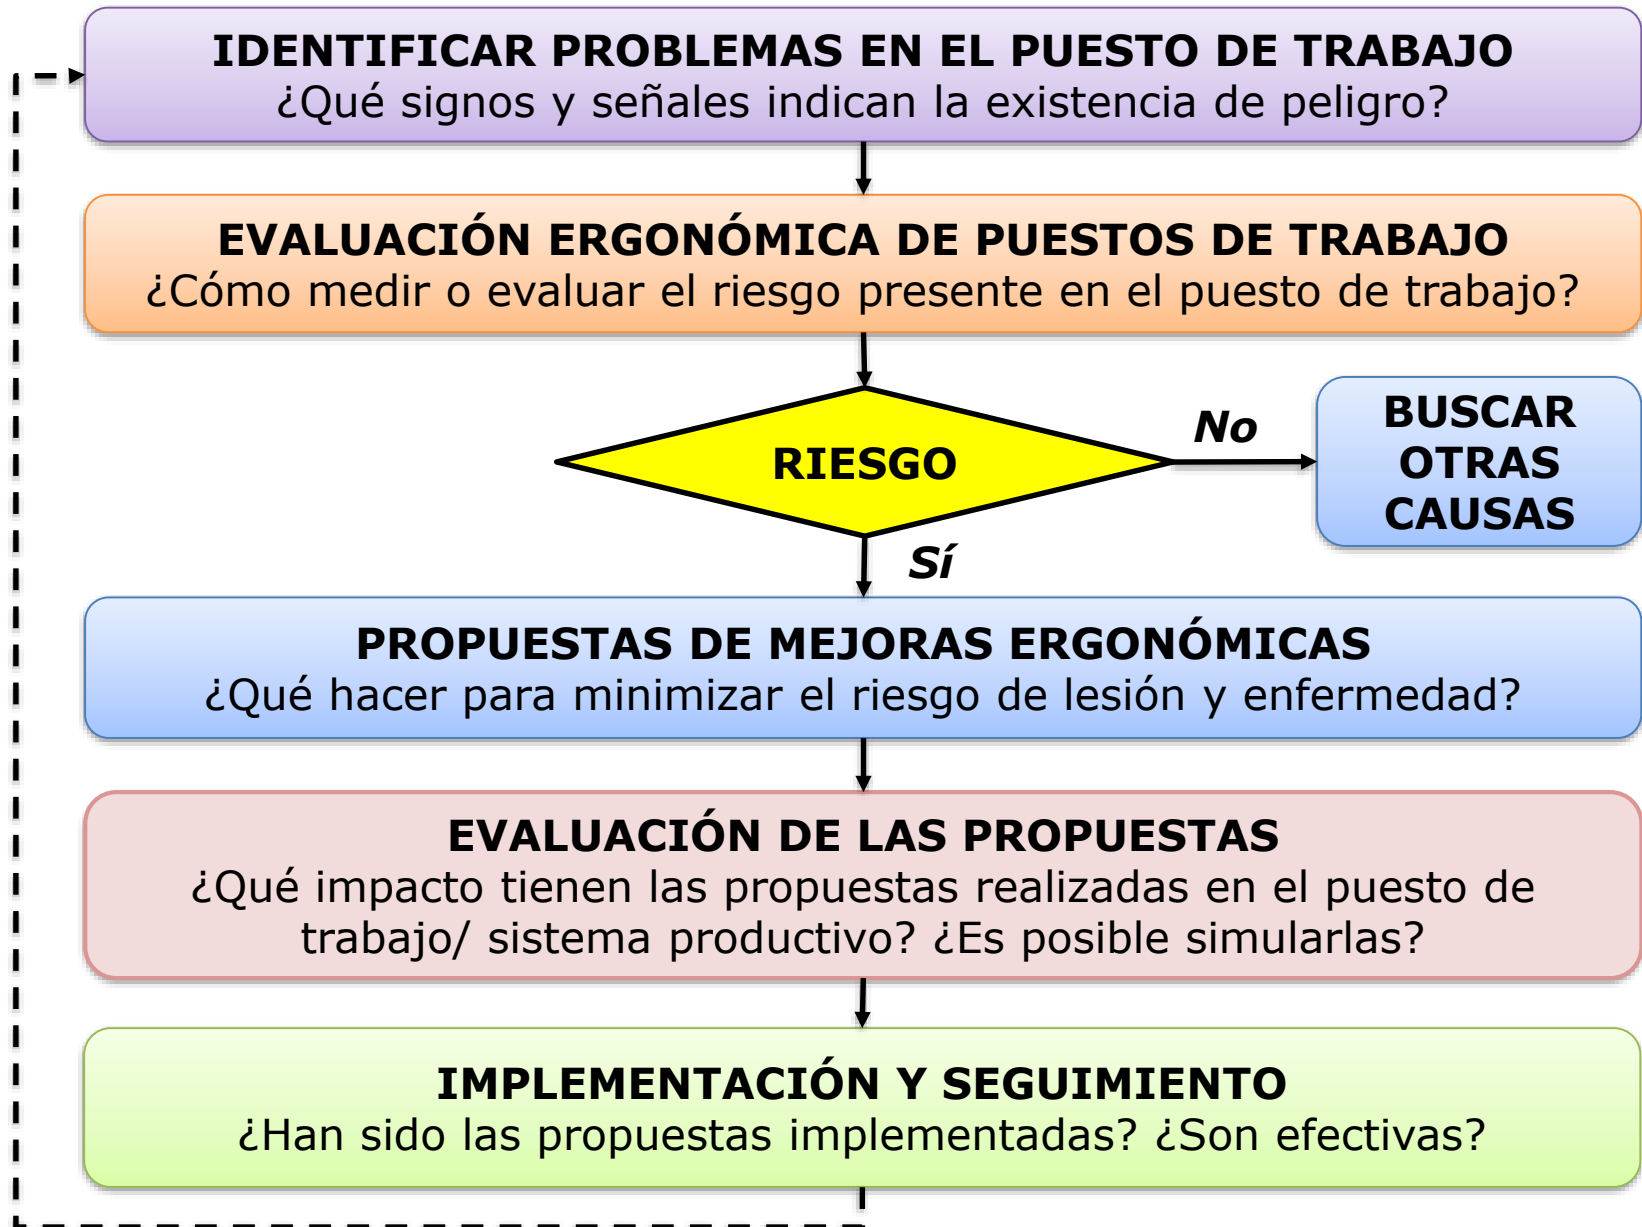 IDENTIFICAR PROBLEMAS EN EL PUESTO DE TRABAJO
¿Qué signos y señales indican la existencia de peligro?
EVALUACIÓN ERGONÓMICA DE PUESTOS DE TRABAJO
¿Cómo medir o evaluar el riesgo presente en el puesto de trabajo?
RIESGO
No
BUSCAR
OTRAS
CAUSAS
Sí
PROPUESTAS DE MEJORAS ERGONÓMICAS
¿Qué hacer para minimizar el riesgo de lesión y enfermedad?
EVALUACIÓN DE LAS PROPUESTAS
¿Qué impacto tienen las propuestas realizadas en el puesto de
trabajo/ sistema productivo? ¿Es posible simularlas?
IMPLEMENTACIÓN Y SEGUIMIENTO
¿Han sido las propuestas implementadas? ¿Son efectivas?